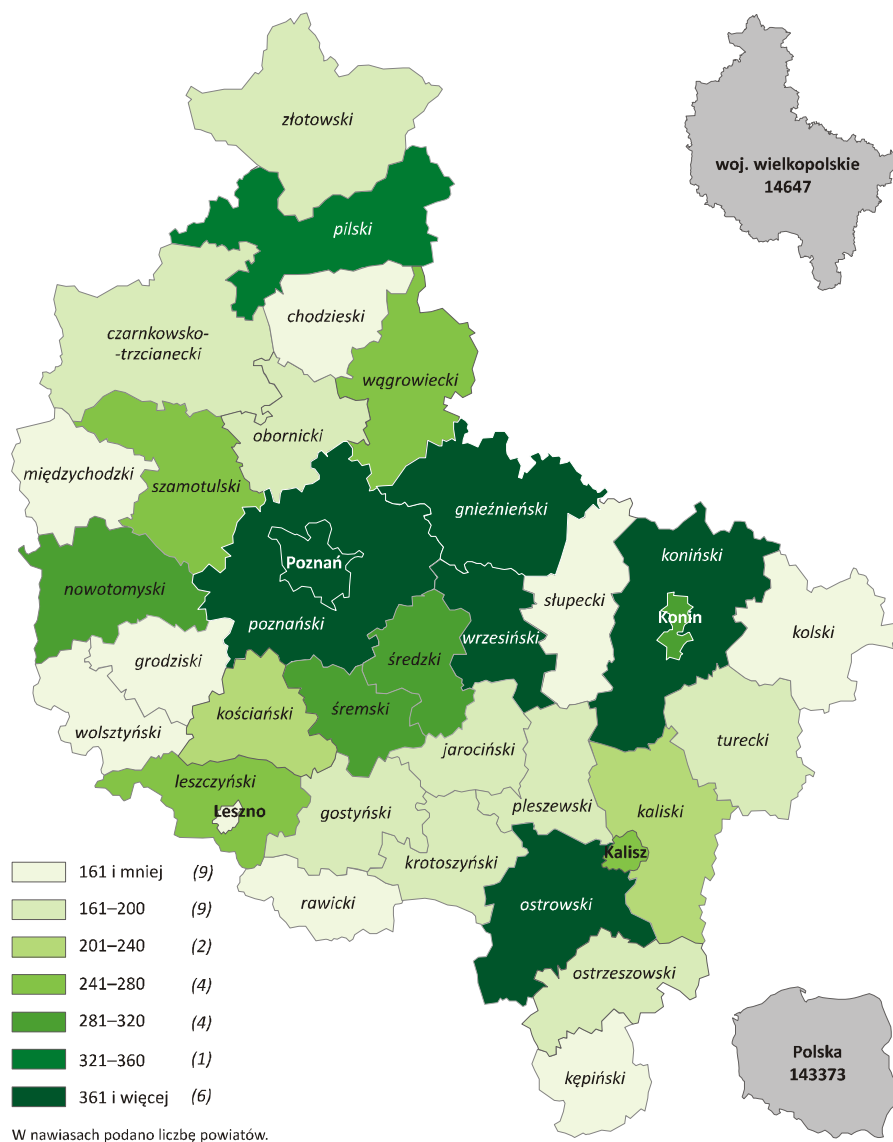 złotowski
woj. wielkopolskie
14647
pilski
chodzieski
czarnkowsko-
-trzcianecki
wągrowiecki
obornicki
międzychodzki
szamotulski
gnieźnieński
koniński
Poznań
nowotomyski
słupecki
Konin
poznański
wrzesiński
kolski
grodziski
średzki
kościański
śremski
wolsztyński
turecki
jarociński
leszczyński
pleszewski
kaliski
Leszno
gostyński
krotoszyński
Kalisz
161 i mniej (9)
rawicki
ostrowski
161–200 (9)
201–240 (2)
ostrzeszowski
241–280 (4)
281–320 (4)
321–360 (1)
Polska
143373
kępiński
361 i więcej (6)
W nawiasach podano liczbę powiatów.